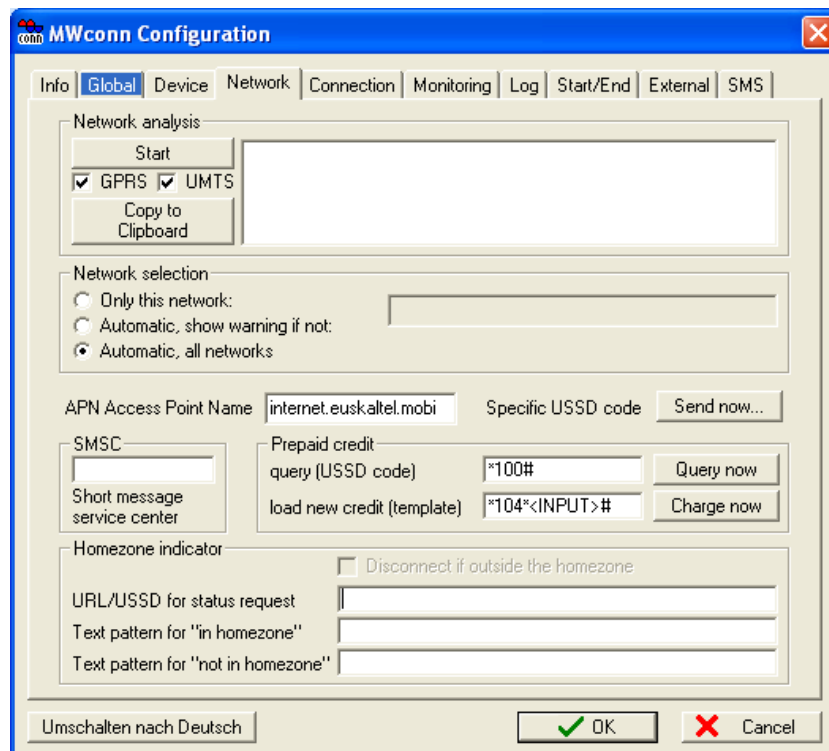 conn MWconn Configuration
Info Global Device Network Connection Monitoring Log Start/End External SMS
Network analysis
Start
GPRS UMTS
Copy to
Clipboard
Network selection
Only this network:
Automatic, show warning if not:
Automatic, all networks
APN Access Point Name internet.euskaltel.mobi Specific USSD code Send now...
SMSC
Short message
service center
Prepaid credit
query (USSD code) *100# Query now
load new credit (template) *104*<INPUT># Charge now
Homezone indicator
Disconnect if outside the homezone
URL/USSD for status request
Text pattern for "in homezone"
Text pattern for "not in homezone"
Umschalten nach Deutsch OK Cancel